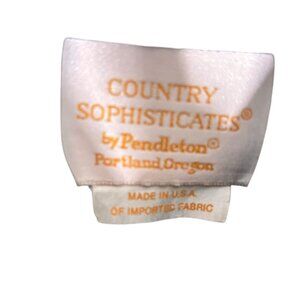 COUNTRY
SOPHISTICATES®
by Pendleton®
Portland, Oregon
MADE IN U.S.A.
OF IMPORTED FABRIC